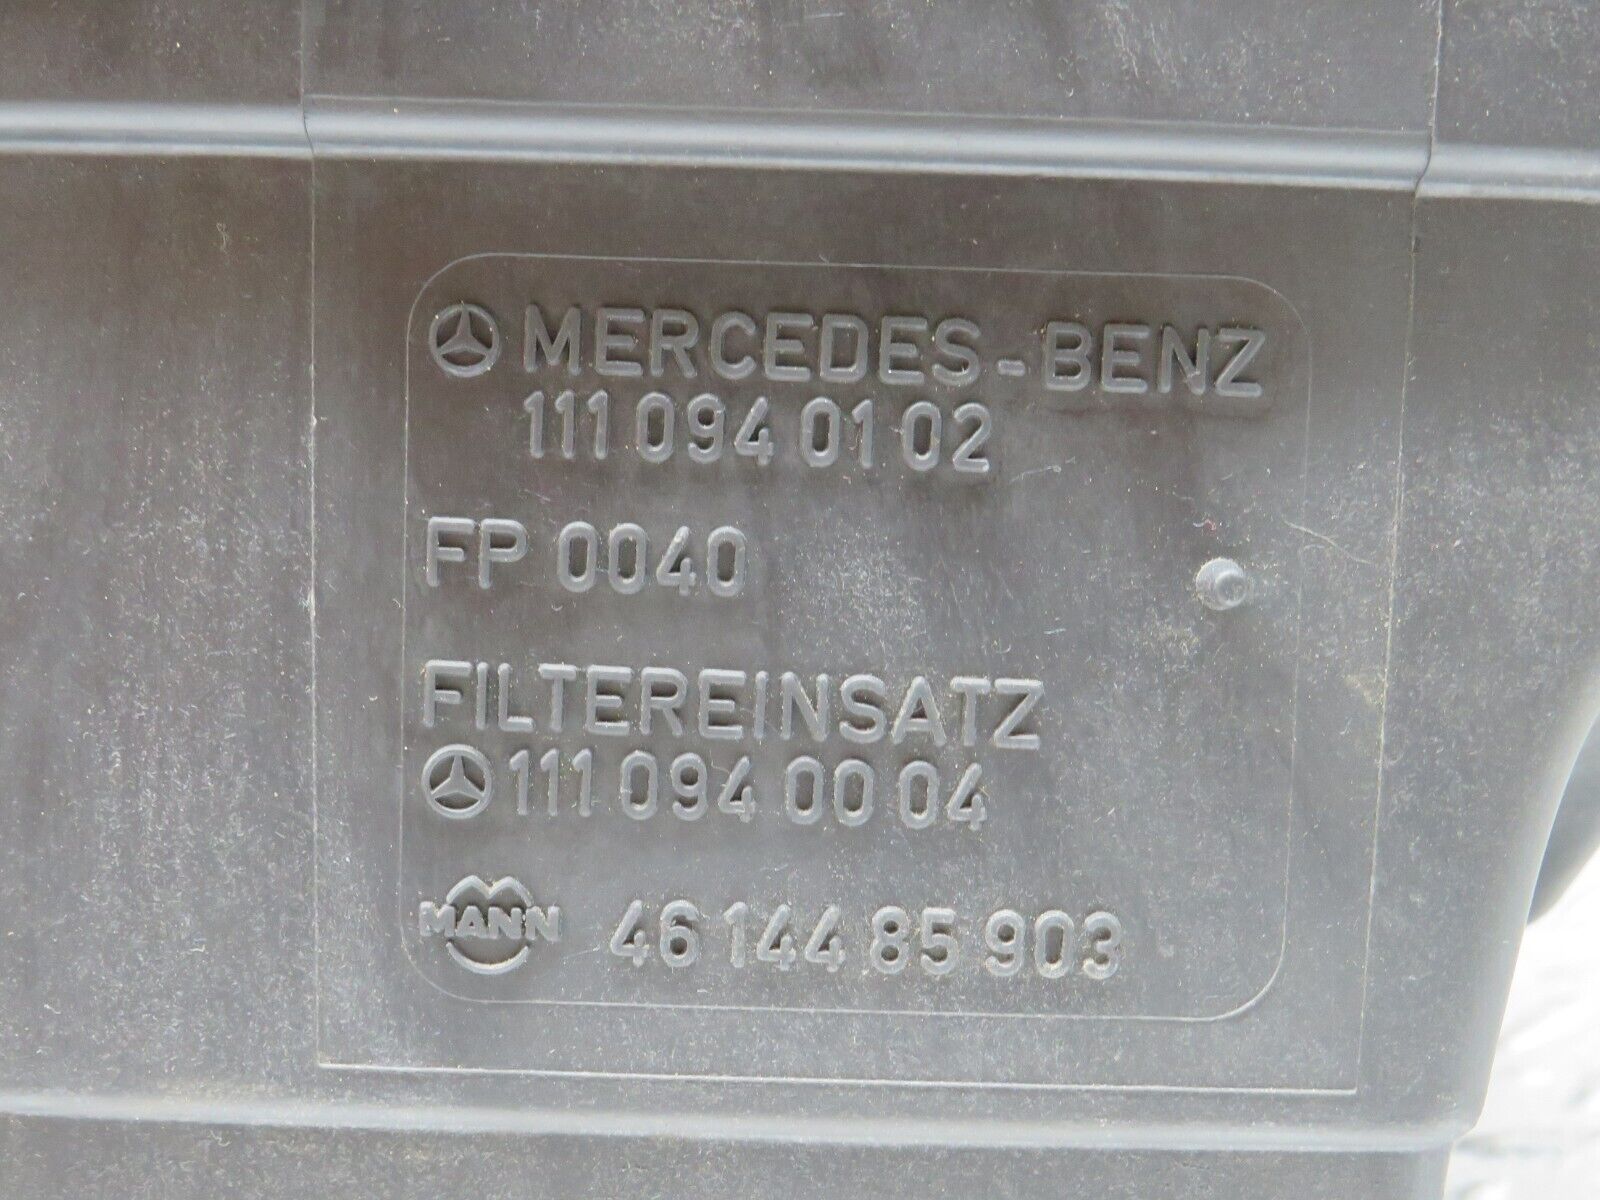 MERCEDES-BENZ
111 094 01 02
FP 0040
FILTEREINSATZ
111 094 00 04
MANN 46 144 85 903